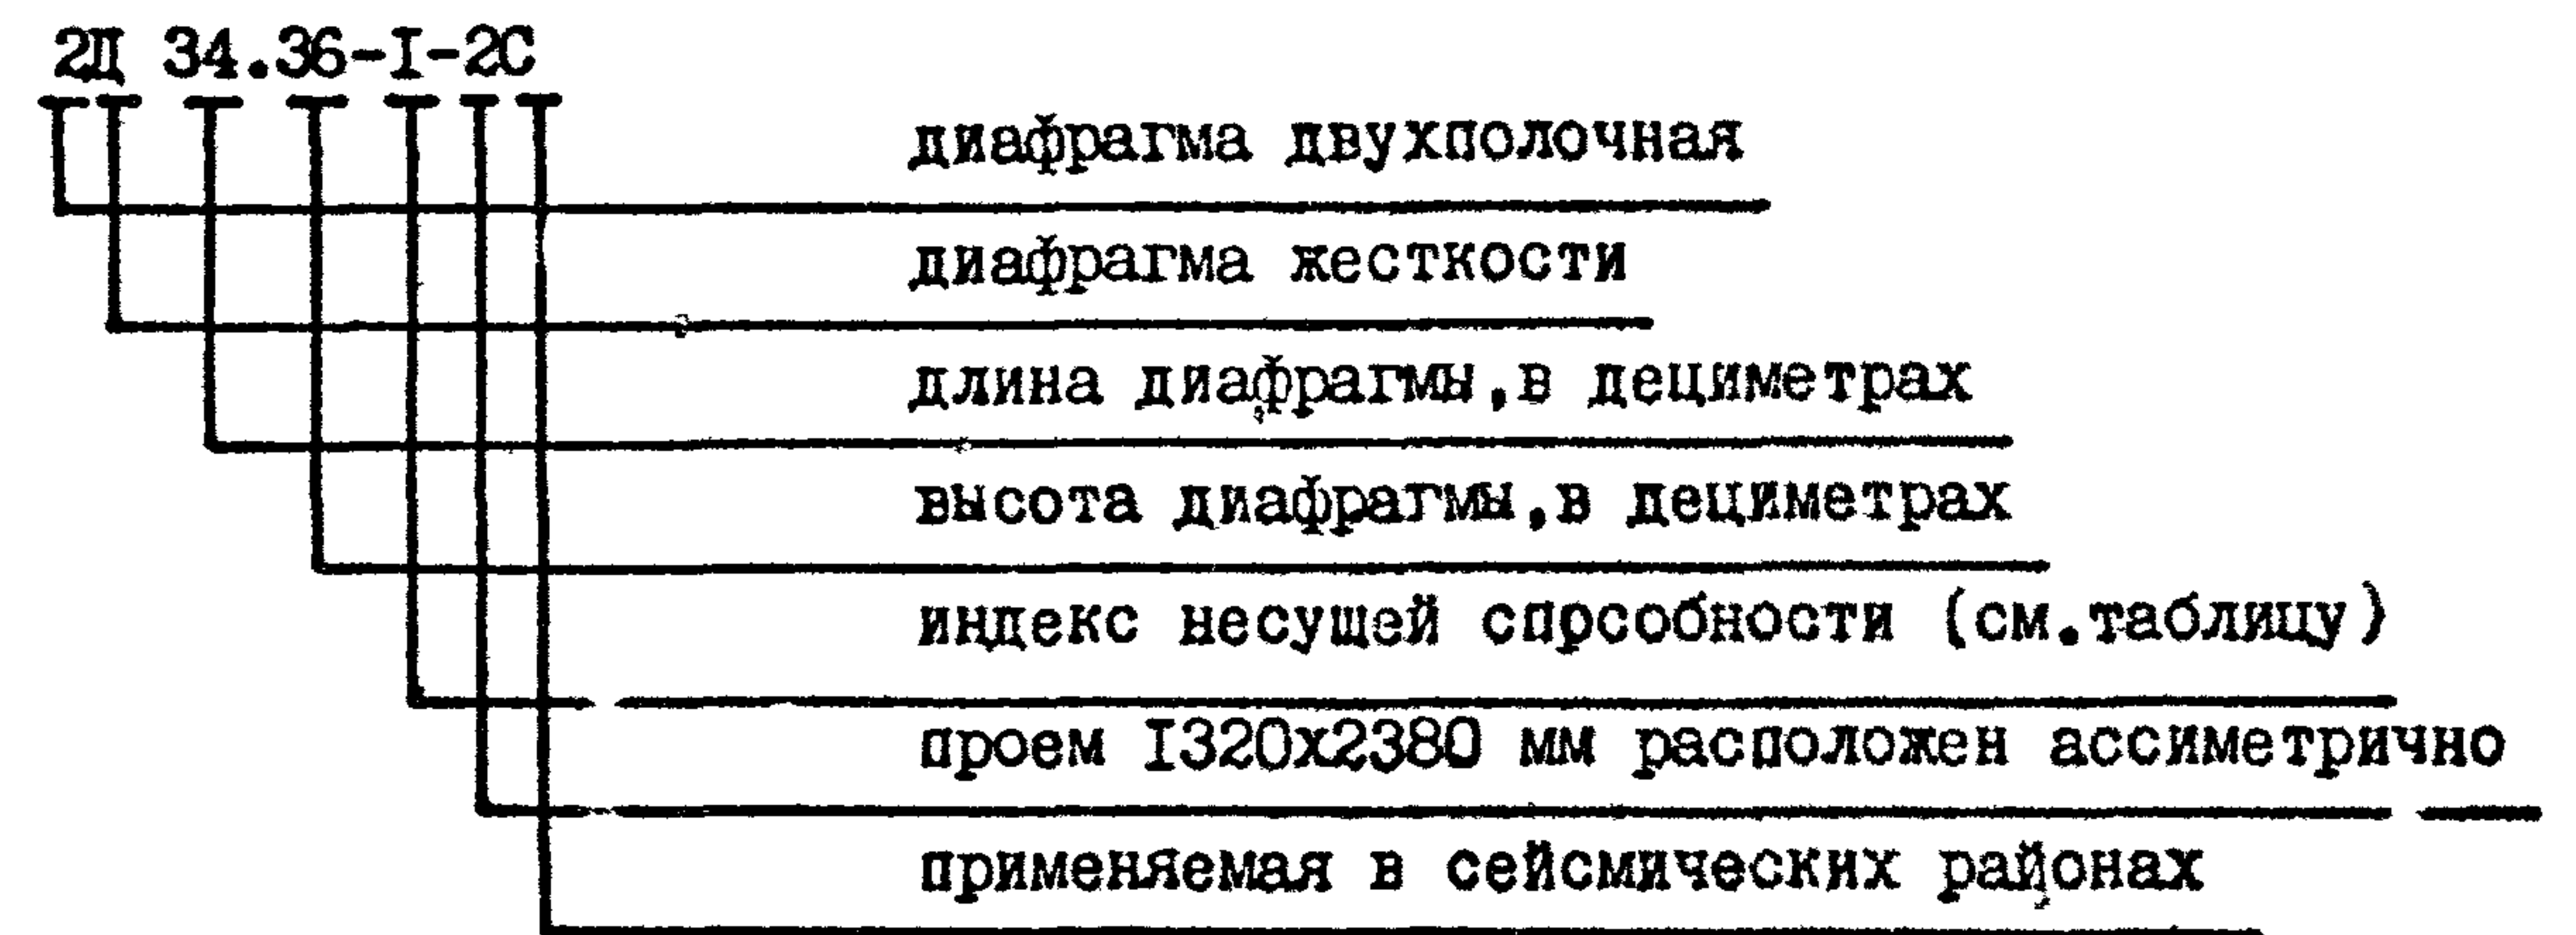 2Д 34.36-I-2С
диафрагма двухполочная
диафрагма жесткости
длина диафрагмы,в дециметрах
высота диафрагмы,в дециметрах
индекс несущей способности (см.таблицу)
проем I320х2380 мм расположен ассиметрично
применяемая в сейсмических районах